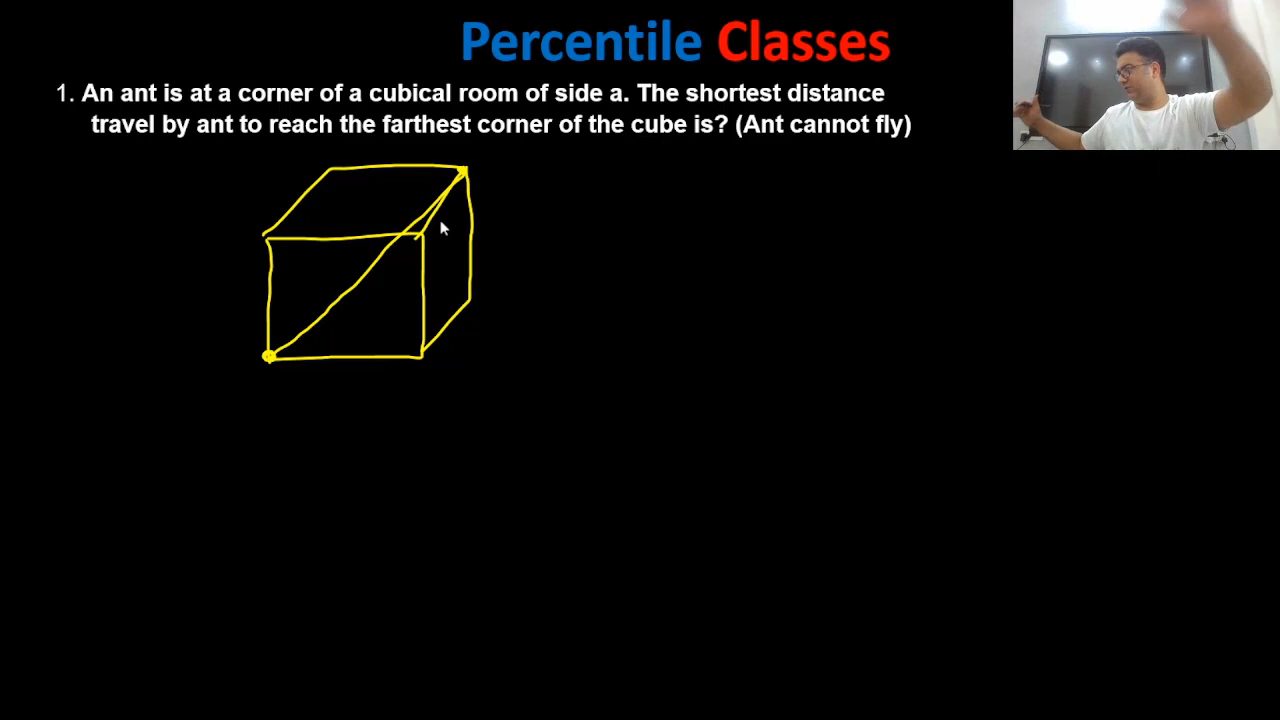 Percentile Classes
1. An ant is at a corner of a cubical room of side a. The shortest distance
travel by ant to reach the farthest corner of the cube is? (Ant cannot fly)